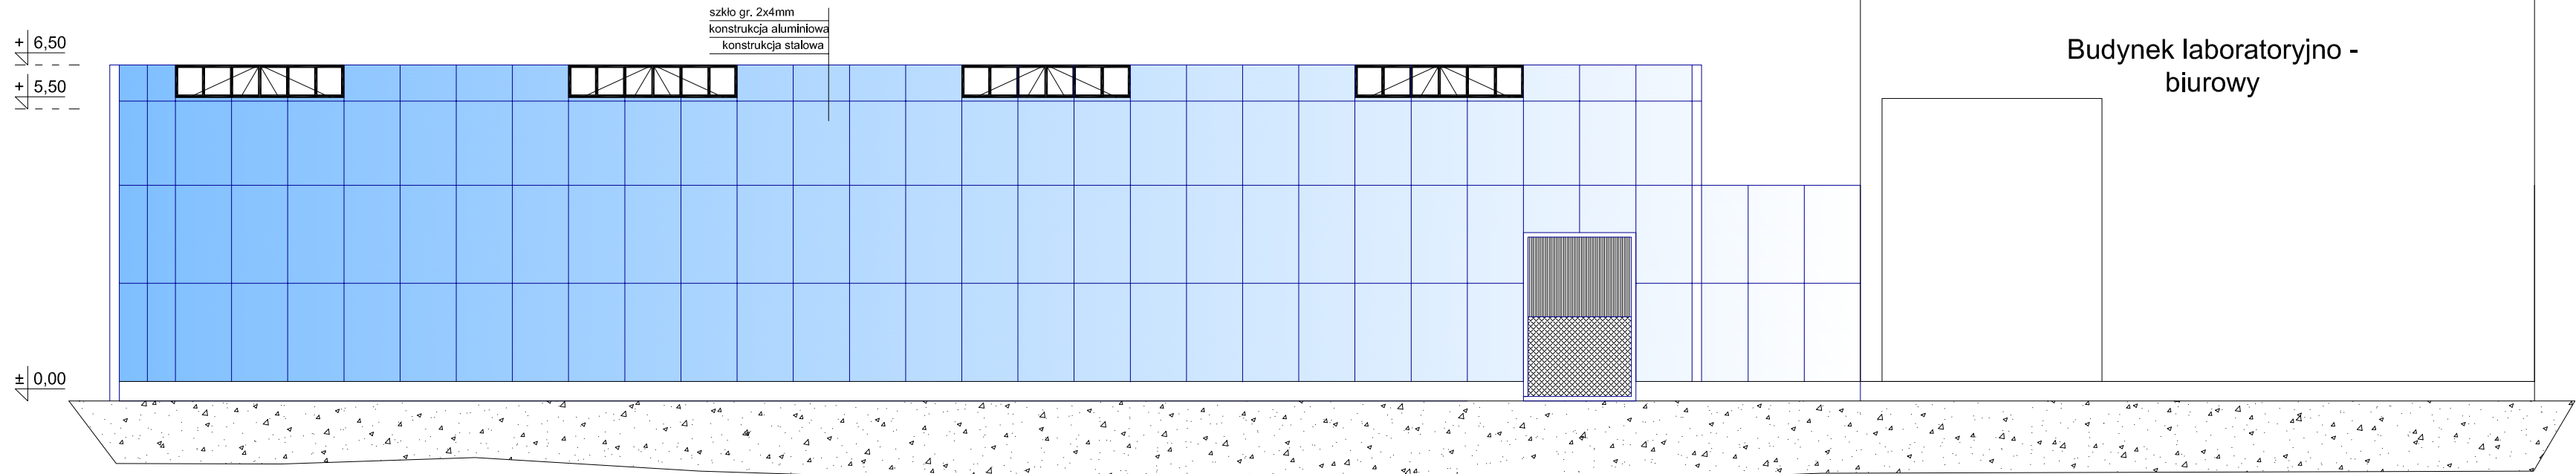 szkło gr. 2x4mm
konstrukcja aluminiowa
konstrukcja stalowa
+ 6,50
+ 5,50
± 0,00
Budynek laboratoryjno -
biurowy